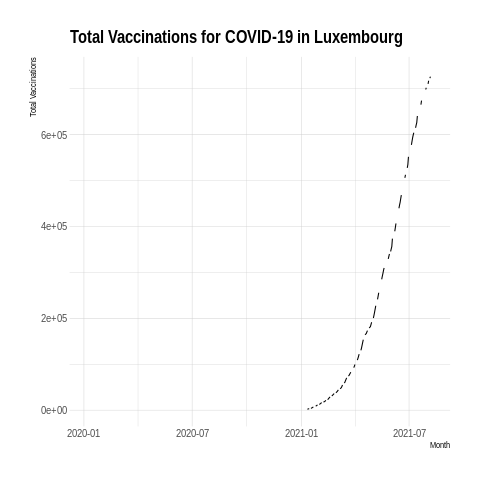 Total Vaccinations for COVID-19 in Luxembourg
Total Vaccinations
6e+05
4e+05
2e+05
0e+00
2020-01 2020-07 2021-01 2021-07
Month